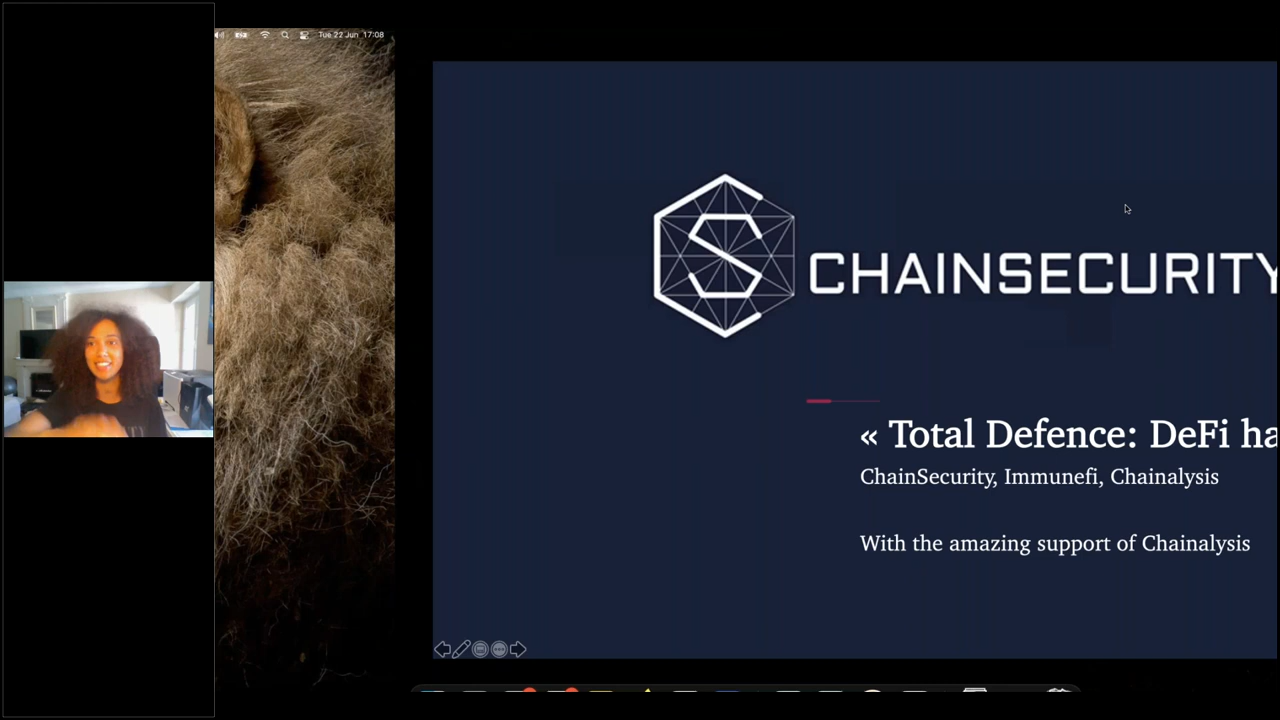 Tue 22 Jun 17:08
CHAINSECURITY
« Total Defence: DeFi ha
ChainSecurity, Immunefi, Chainalysis
With the amazing support of Chainalysis